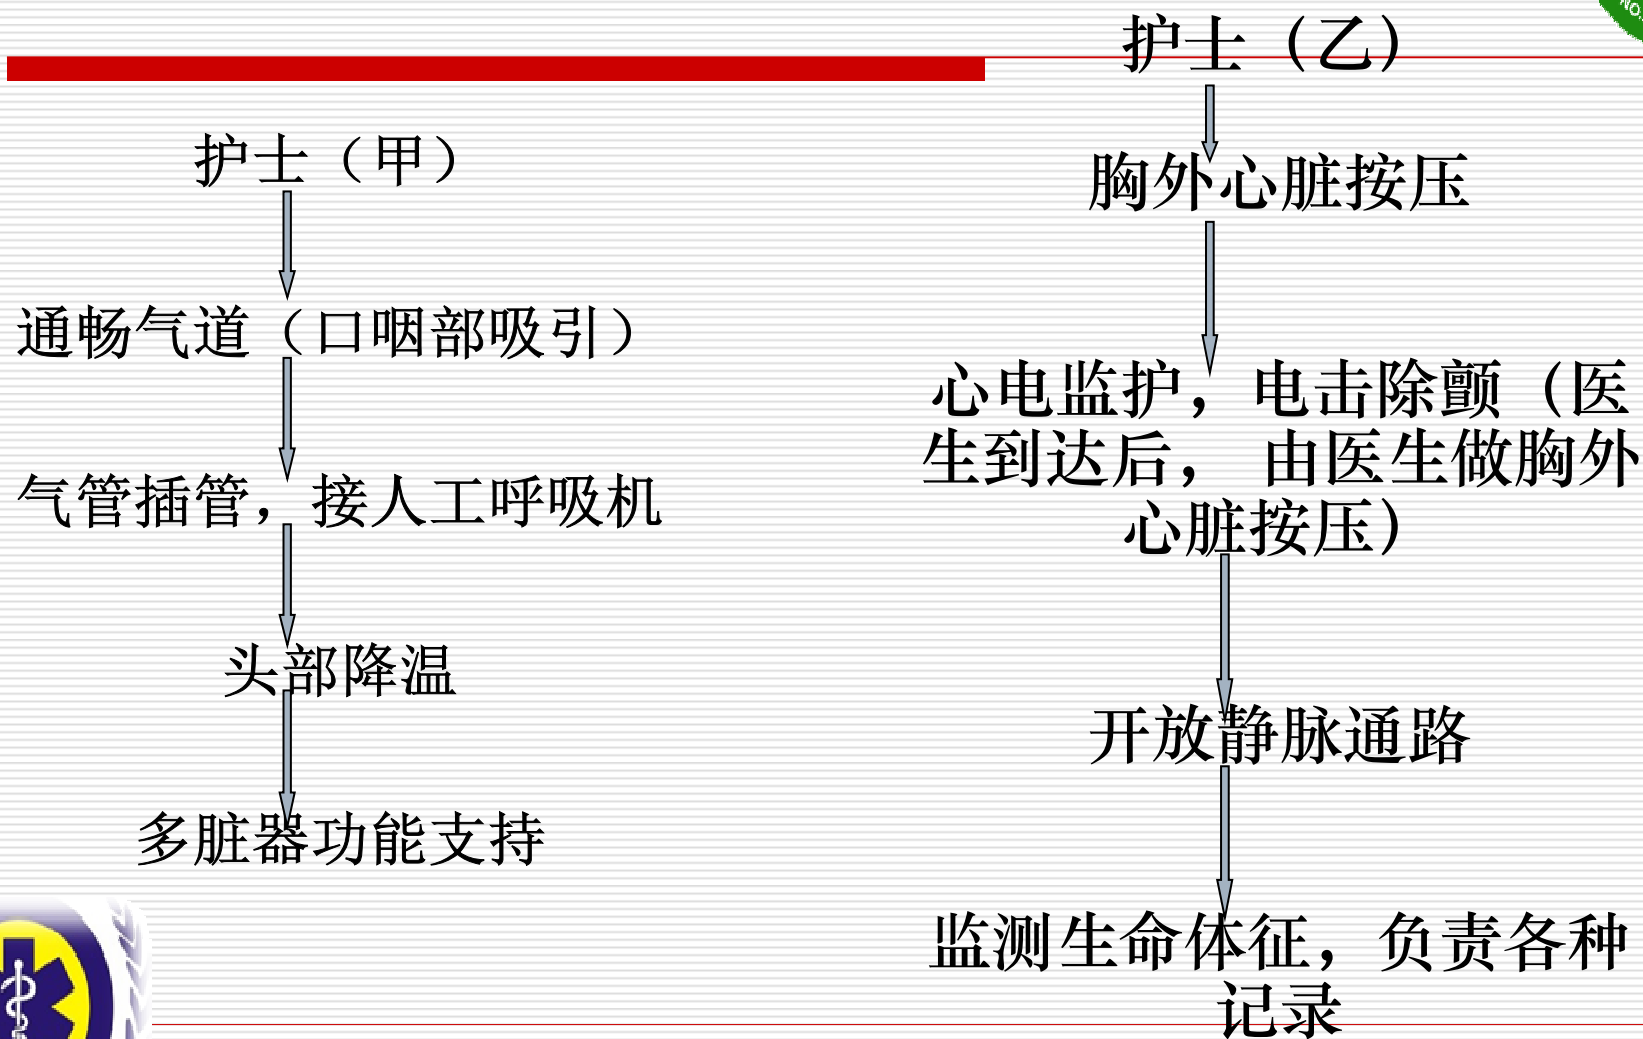 护士（甲）
通畅气道（口咽部吸引）
气管插管，接人工呼吸机
头部降温
多脏器功能支持
护士（乙）
胸外心脏按压
心电监护，电击除颤（医
生到达后， 由医生做胸外
心脏按压）
开放静脉通路
监测生命体征，负责各种
记录
NO.